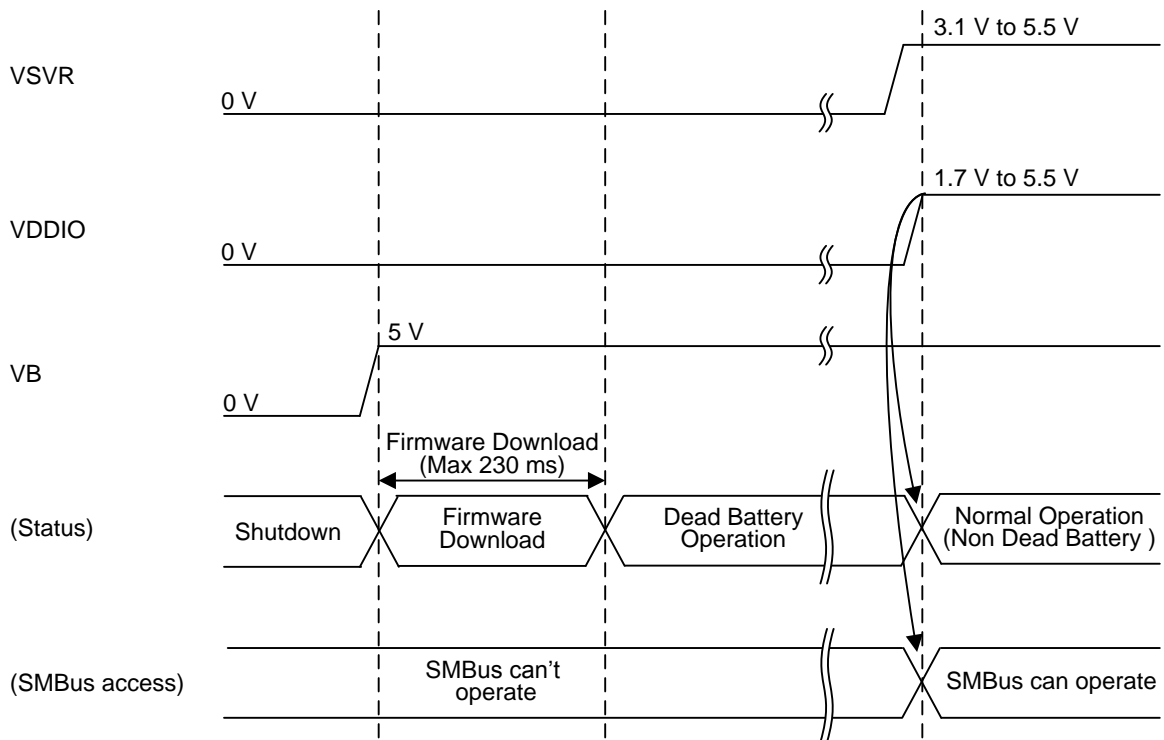 3.1 V to 5.5 V
VSVR
0 V
1.7 V to 5.5 V
VDDIO
0 V
5 V
VB
0 V
Firmware Download
(Max 230 ms)
(Status)
Shutdown
Firmware
Download
Dead Battery
Operation
Normal Operation
(Non Dead Battery )
(SMBus access)
SMBus can't
operate
SMBus can operate